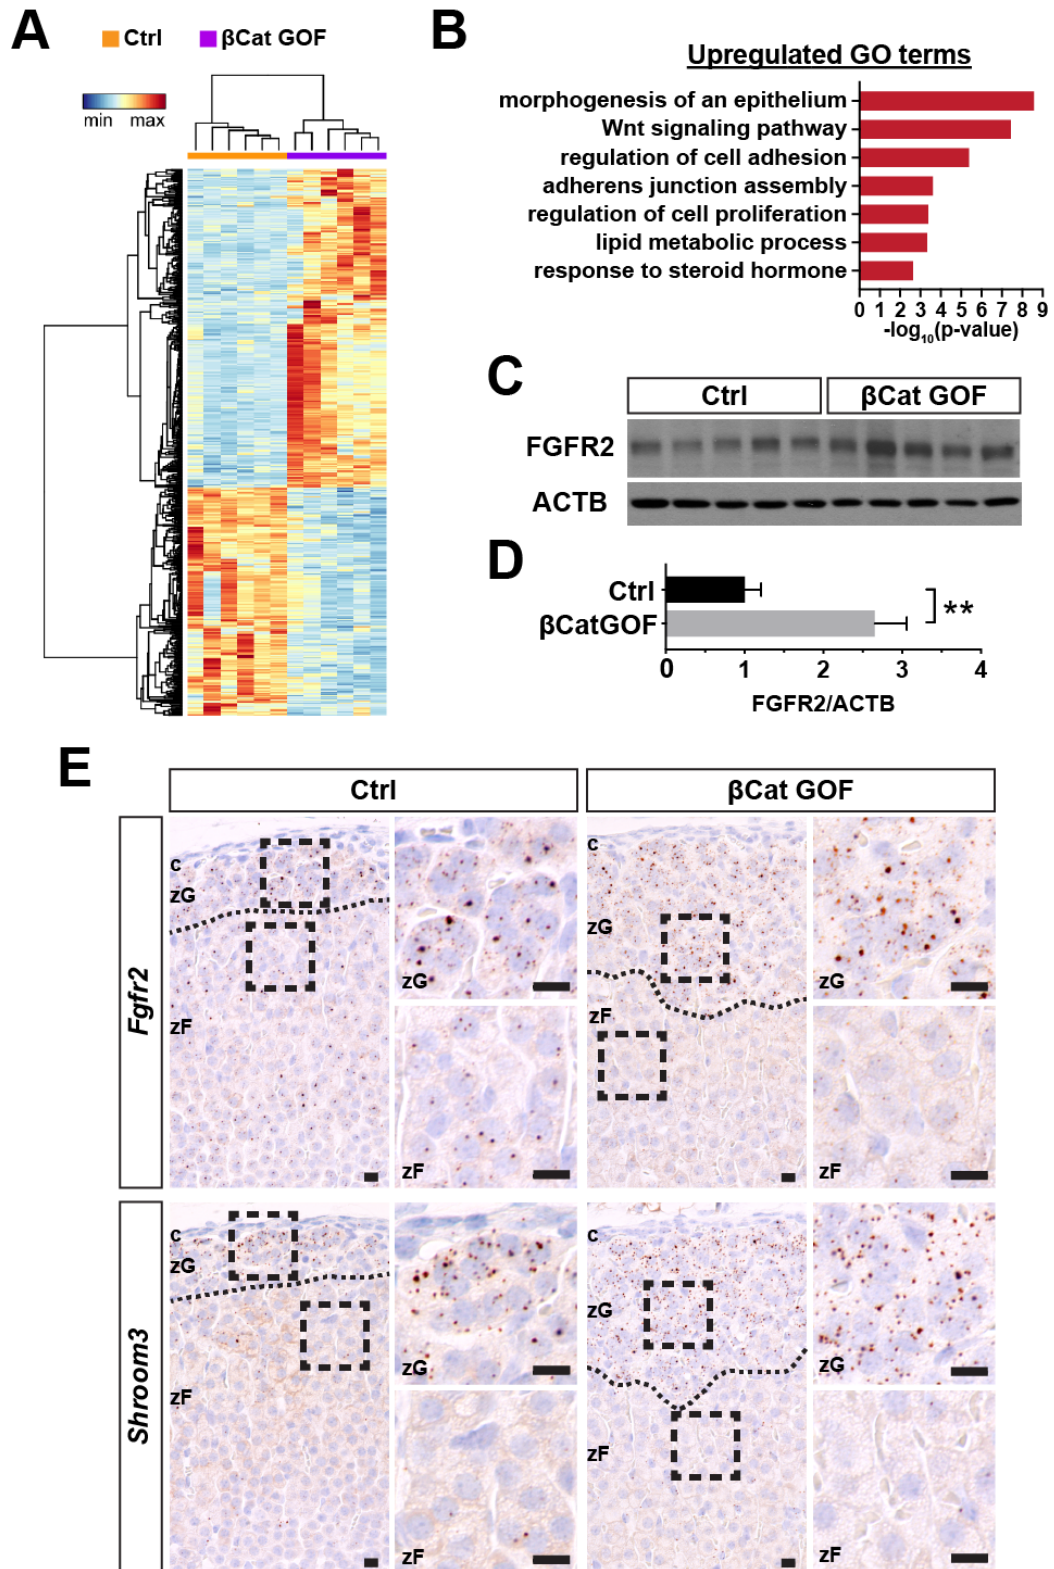 A
Ctrl
βCat GOF
min max
B
Upregulated GO terms
morphogenesis of an epithelium
Wnt signaling pathway
regulation of cell adhesion
adherens junction assembly
regulation of cell proliferation
lipid metabolic process
response to steroid hormone
0 1 2 3 4 5 6 7 8 9
-log10(p-value)
C
Ctrl
βCat GOF
FGFR2
ACTB
D
Ctrl
βCatGOF
**
0 1 2 3 4
FGFR2/ACTB
E
Ctrl
βCat GOF
Fgfr2
c
zG
zF
zG
zF
c
zG
zF
zG
zF
Shroom3
c
zG
zF
zG
zF
c
zG
zF
zG
zF